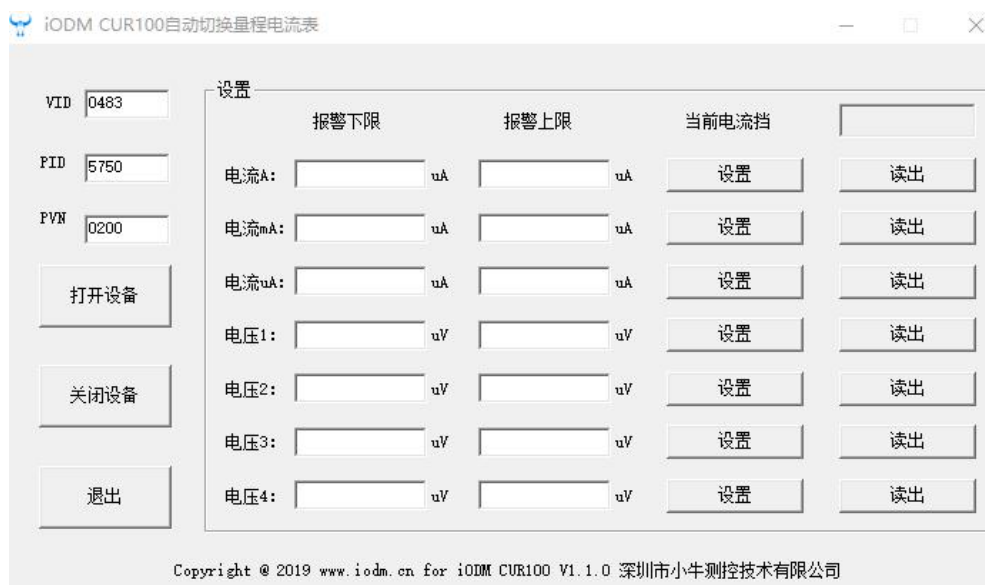 iODM CUR100自动切换量程电流表
VID 0483
PID 5750
PVN 0200
打开设备
关闭设备
退出
设置
报警下限 报警上限 当前电流挡
电流A: uA uA 设置 读出
电流mA: uA uA 设置 读出
电流uA: uA uA 设置 读出
电压1: uV uV 设置 读出
电压2: uV uV 设置 读出
电压3: uV uV 设置 读出
电压4: uV uV 设置 读出
Copyright @ 2019 www.iodm.cn for iODM CUR100 V1.1.0 深圳市小牛测控技术有限公司